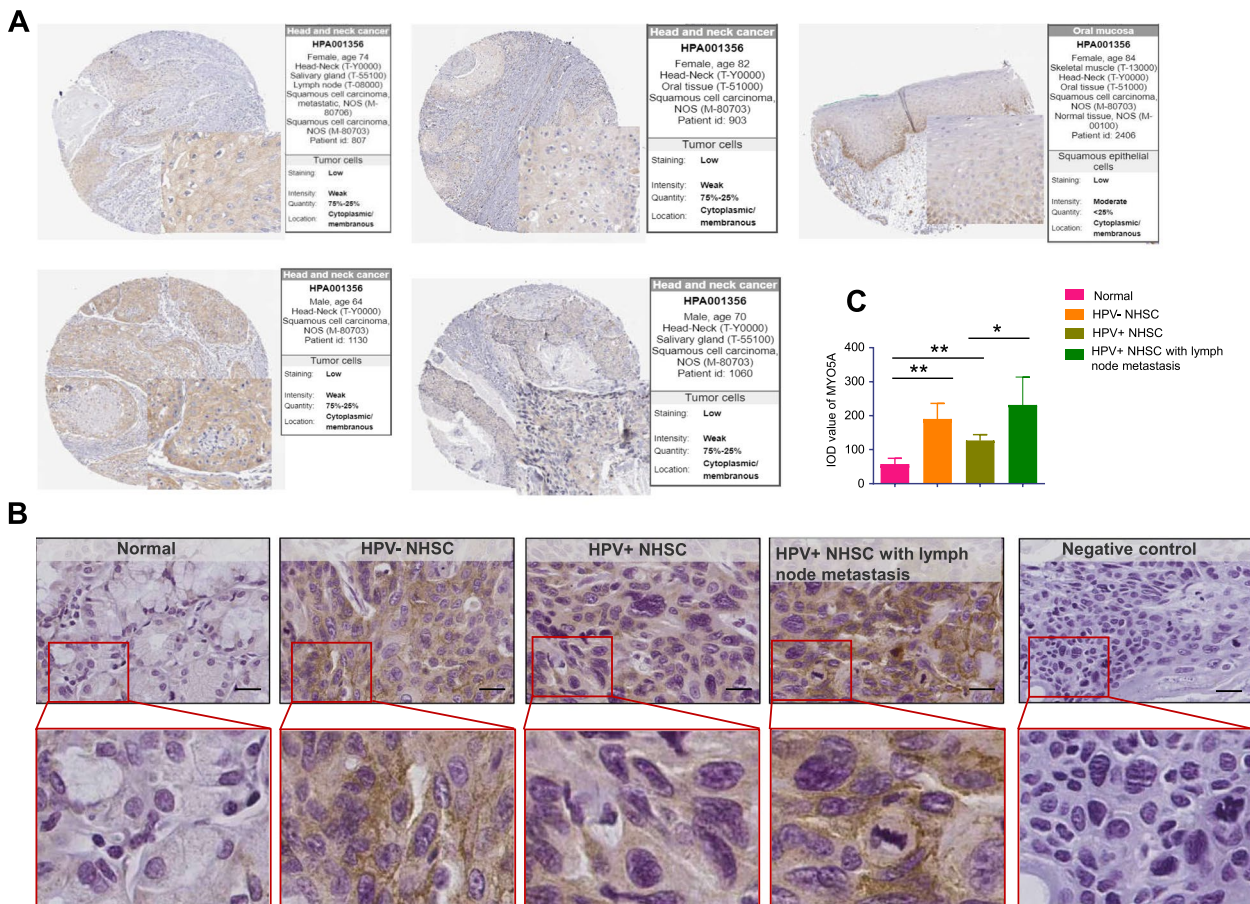 A
Head and neck cancer
HPA001356
Female, age 74
Head-Neck (T-Y0000)
Salivary gland (T-55100)
Lymph node (T-08000)
Squamous cell carcinoma,
metastatic, NOS (M-
80706)
Squamous cell carcinoma,
NOS (M-80703)
Patient id: 807
Tumor cells
Staining: Low
Intensity: Weak
Quantity: 75%-25%
Location: Cytoplasmic/
membranous
Head and neck cancer
HPA001356
Female, age 82
Head-Neck (T-Y0000)
Oral tissue (T-51000)
Squamous cell carcinoma,
NOS (M-80703)
Patient id: 903
Tumor cells
Staining: Low
Intensity: Weak
Quantity: 75%-25%
Location: Cytoplasmic/
membranous
Oral mucosa
HPA001356
Female, age 84
Skeletal muscle (T-13000)
Head-Neck (T-Y0000)
Oral tissue (T-51000)
Squamous cell carcinoma,
NOS (M-80703)
Normal tissue, NOS (M-
00100)
Patient id: 2406
Squamous epithelial
cells
Staining: Low
Intensity: Moderate
Quantity: <25%
Location: Cytoplasmic/
membranous
Head and neck cancer
HPA001356
Male, age 64
Head-Neck (T-Y0000)
Squamous cell carcinoma,
NOS (M-80703)
Patient id: 1130
Tumor cells
Staining: Low
Intensity: Weak
Quantity: 75%-25%
Location: Cytoplasmic/
membranous
Head and neck cancer
HPA001356
Male, age 70
Head-Neck (T-Y0000)
Salivary gland (T-55100)
Squamous cell carcinoma,
NOS (M-80703)
Patient id: 1060
Tumor cells
Staining: Low
Intensity: Weak
Quantity: 75%-25%
Location: Cytoplasmic/
membranous
C
Normal
HPV- NHSC
HPV+ NHSC
HPV+ NHSC with lymph
node metastasis
IOD value of MYO5A
400
300
200
100
0
**
**
*
B
Normal
HPV- NHSC
HPV+ NHSC
HPV+ NHSC with lymph
node metastasis
Negative control